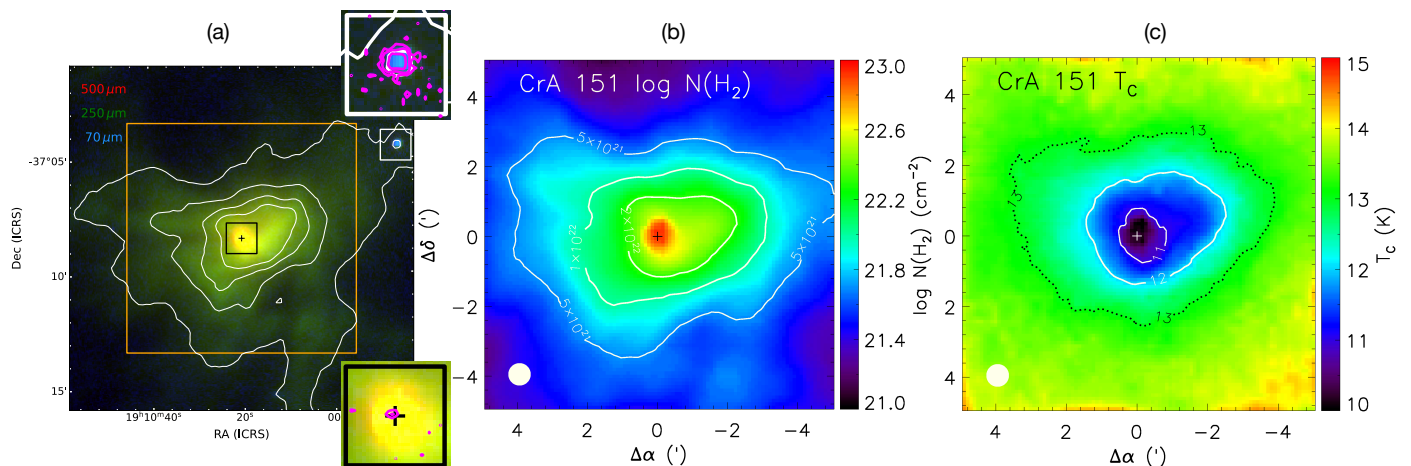 (a)
500 μm
250 μm
70 μm
-37°05'
10'
15'
Dec (ICRS)
19ʰ10ᵐ40ˢ
20ˢ
00
RA (ICRS)
(b)
CrA 151 log N(H₂)
5×10²¹
1×10²²
2×10²²
5×10²¹
5×10²¹
4
2
0
-2
-4
Δδ (')
4
2
0
-2
-4
Δα (')
23.0
22.6
22.2
21.8
21.4
21.0
log N(H₂) (cm⁻²)
(c)
CrA 151 T_C
13
13
13
12
11
4
2
0
2
4
4
2
0
-2
-4
Δα (')
15
14
13
12
11
10
T_C (K)